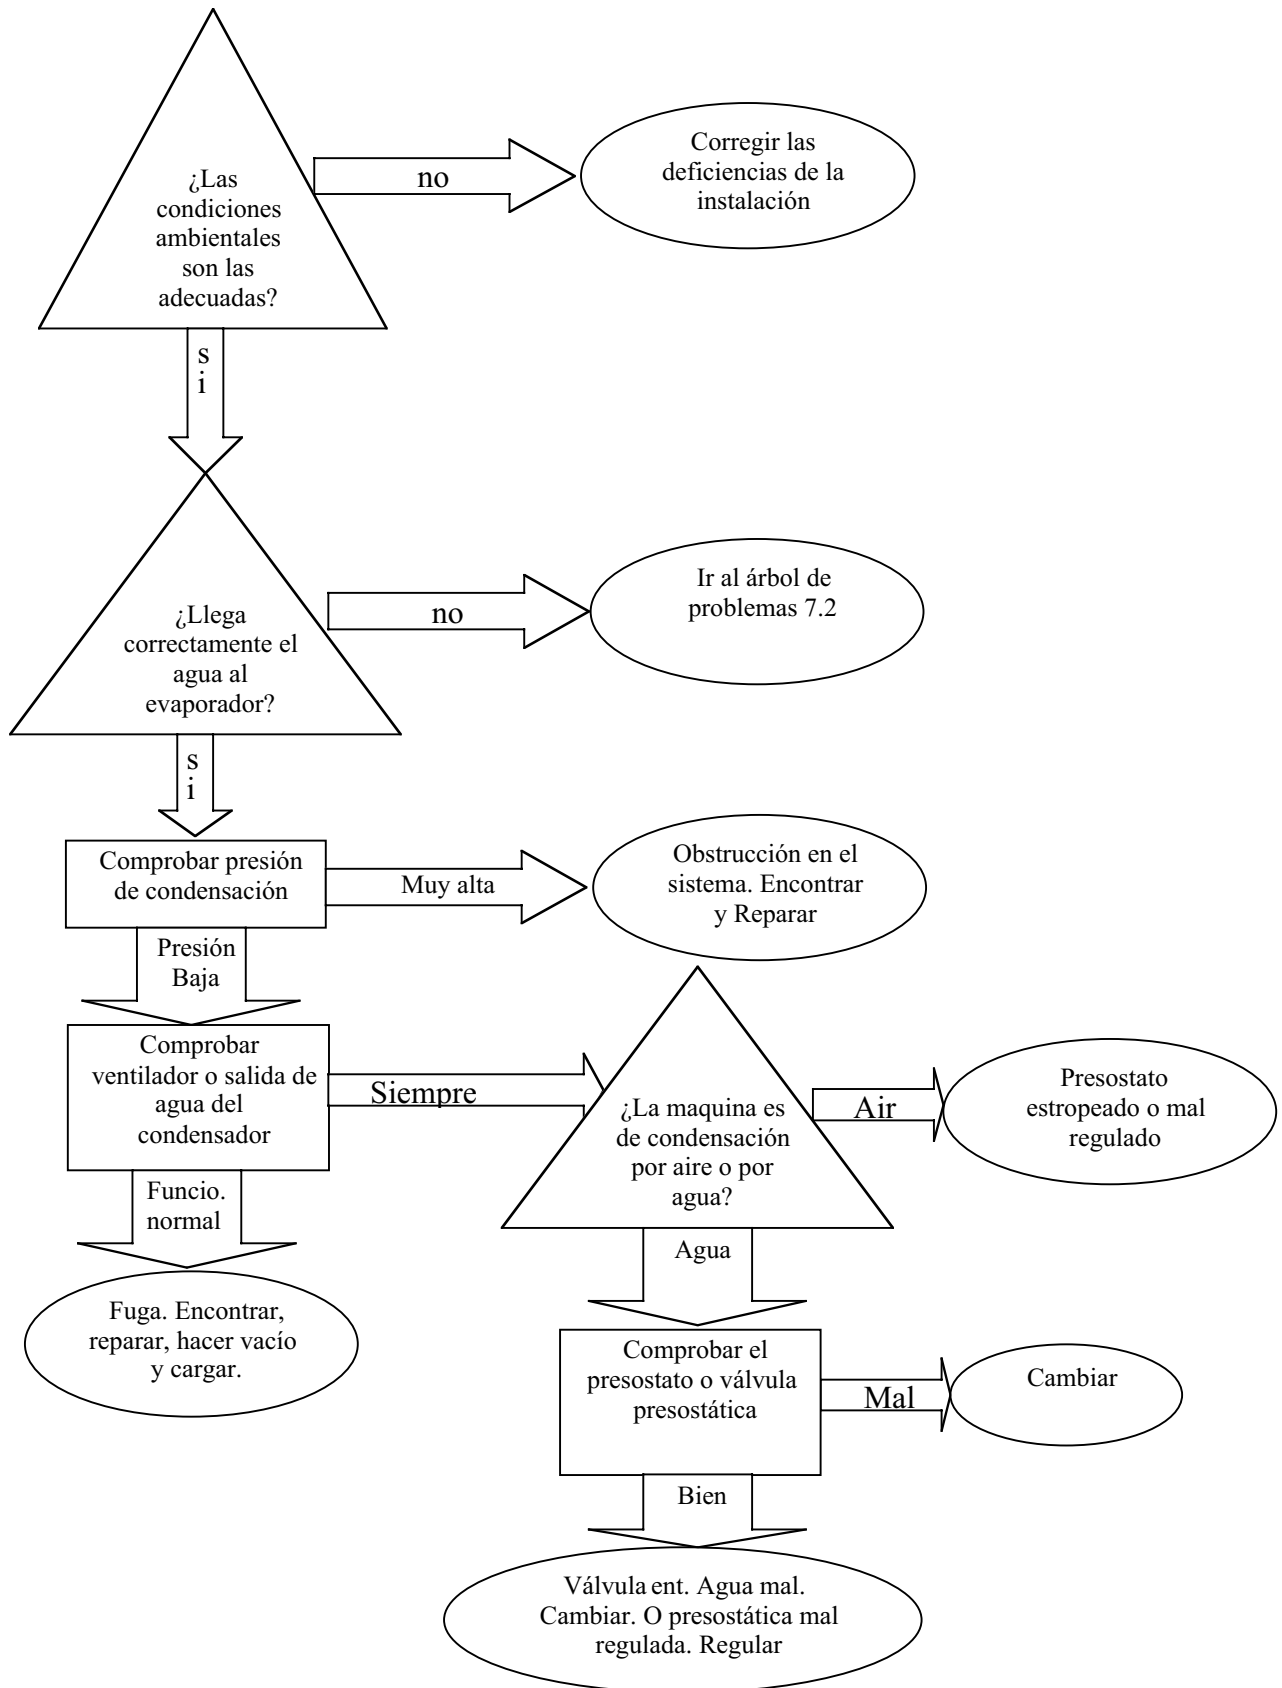 ¿Las
condiciones
ambientales
son las
adecuadas?
no
Corregir las
deficiencias de la
instalación
s
i
¿Llega
correctamente el
agua al
evaporador?
no
Ir al árbol de
problemas 7.2
s
i
Comprobar presión
de condensación
Muy alta
Obstrucción en el
sistema. Encontrar
y Reparar
Presión
Baja
Comprobar
ventilador o salida de
agua del
condensador
Siempre
¿La maquina es
de condensación
por aire o por
agua?
Air
Presostato
estropeado o mal
regulado
Funcio.
normal
Fuga. Encontrar,
reparar, hacer vacío
y cargar.
Agua
Comprobar el
presostato o válvula
presostática
Mal
Cambiar
Bien
Válvula ent. Agua mal.
Cambiar. O presostática mal
regulada. Regular